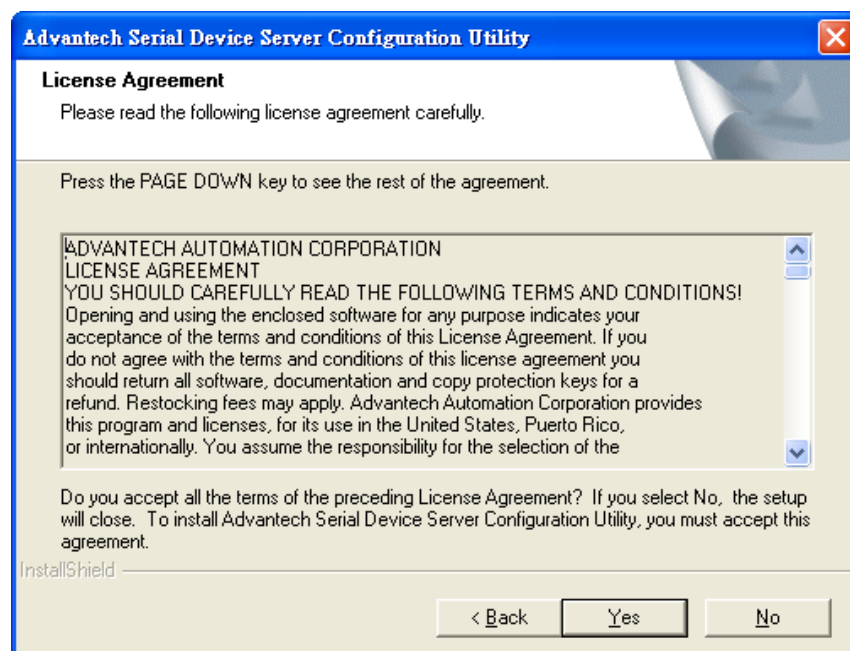 Advantech Serial Device Server Configuration Utility
License Agreement
Please read the following license agreement carefully.
Press the PAGE DOWN key to see the rest of the agreement.
ADVANTECH AUTOMATION CORPORATION
LICENSE AGREEMENT
YOU SHOULD CAREFULLY READ THE FOLLOWING TERMS AND CONDITIONS!
Opening and using the enclosed software for any purpose indicates your
acceptance of the terms and conditions of this License Agreement. If you
do not agree with the terms and conditions of this license agreement you
should return all software, documentation and copy protection keys for a
refund. Restocking fees may apply. Advantech Automation Corporation provides
this program and licenses, for its use in the United States, Puerto Rico,
or internationally. You assume the responsibility for the selection of the
Do you accept all the terms of the preceding License Agreement? If you select No, the setup
will close. To install Advantech Serial Device Server Configuration Utility, you must accept this
agreement.
InstallShield
< Back Yes No